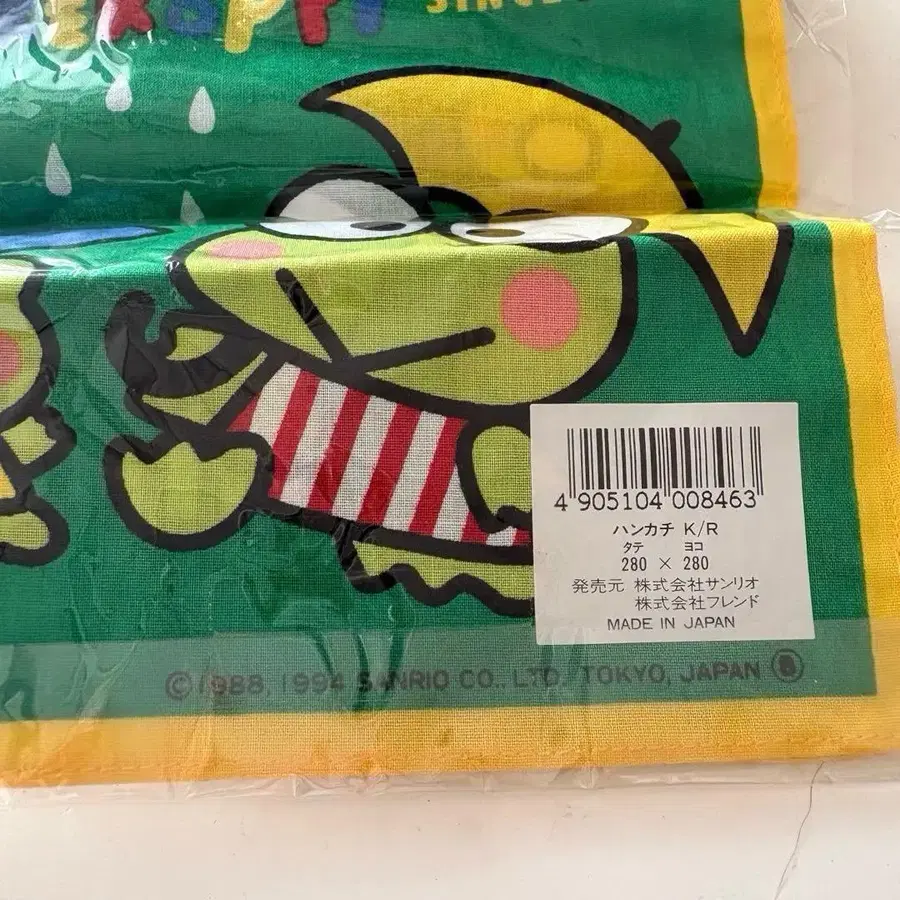 eKappi
SINCE
4 905104 008463
ハンカチ K/R
タテ ヨコ
280 × 280
発売元 株式会社サンリオ
株式会社フレンド
MADE IN JAPAN
©1988, 1994 SANRIO CO., LTD. TOKYO, JAPAN Ⓑ